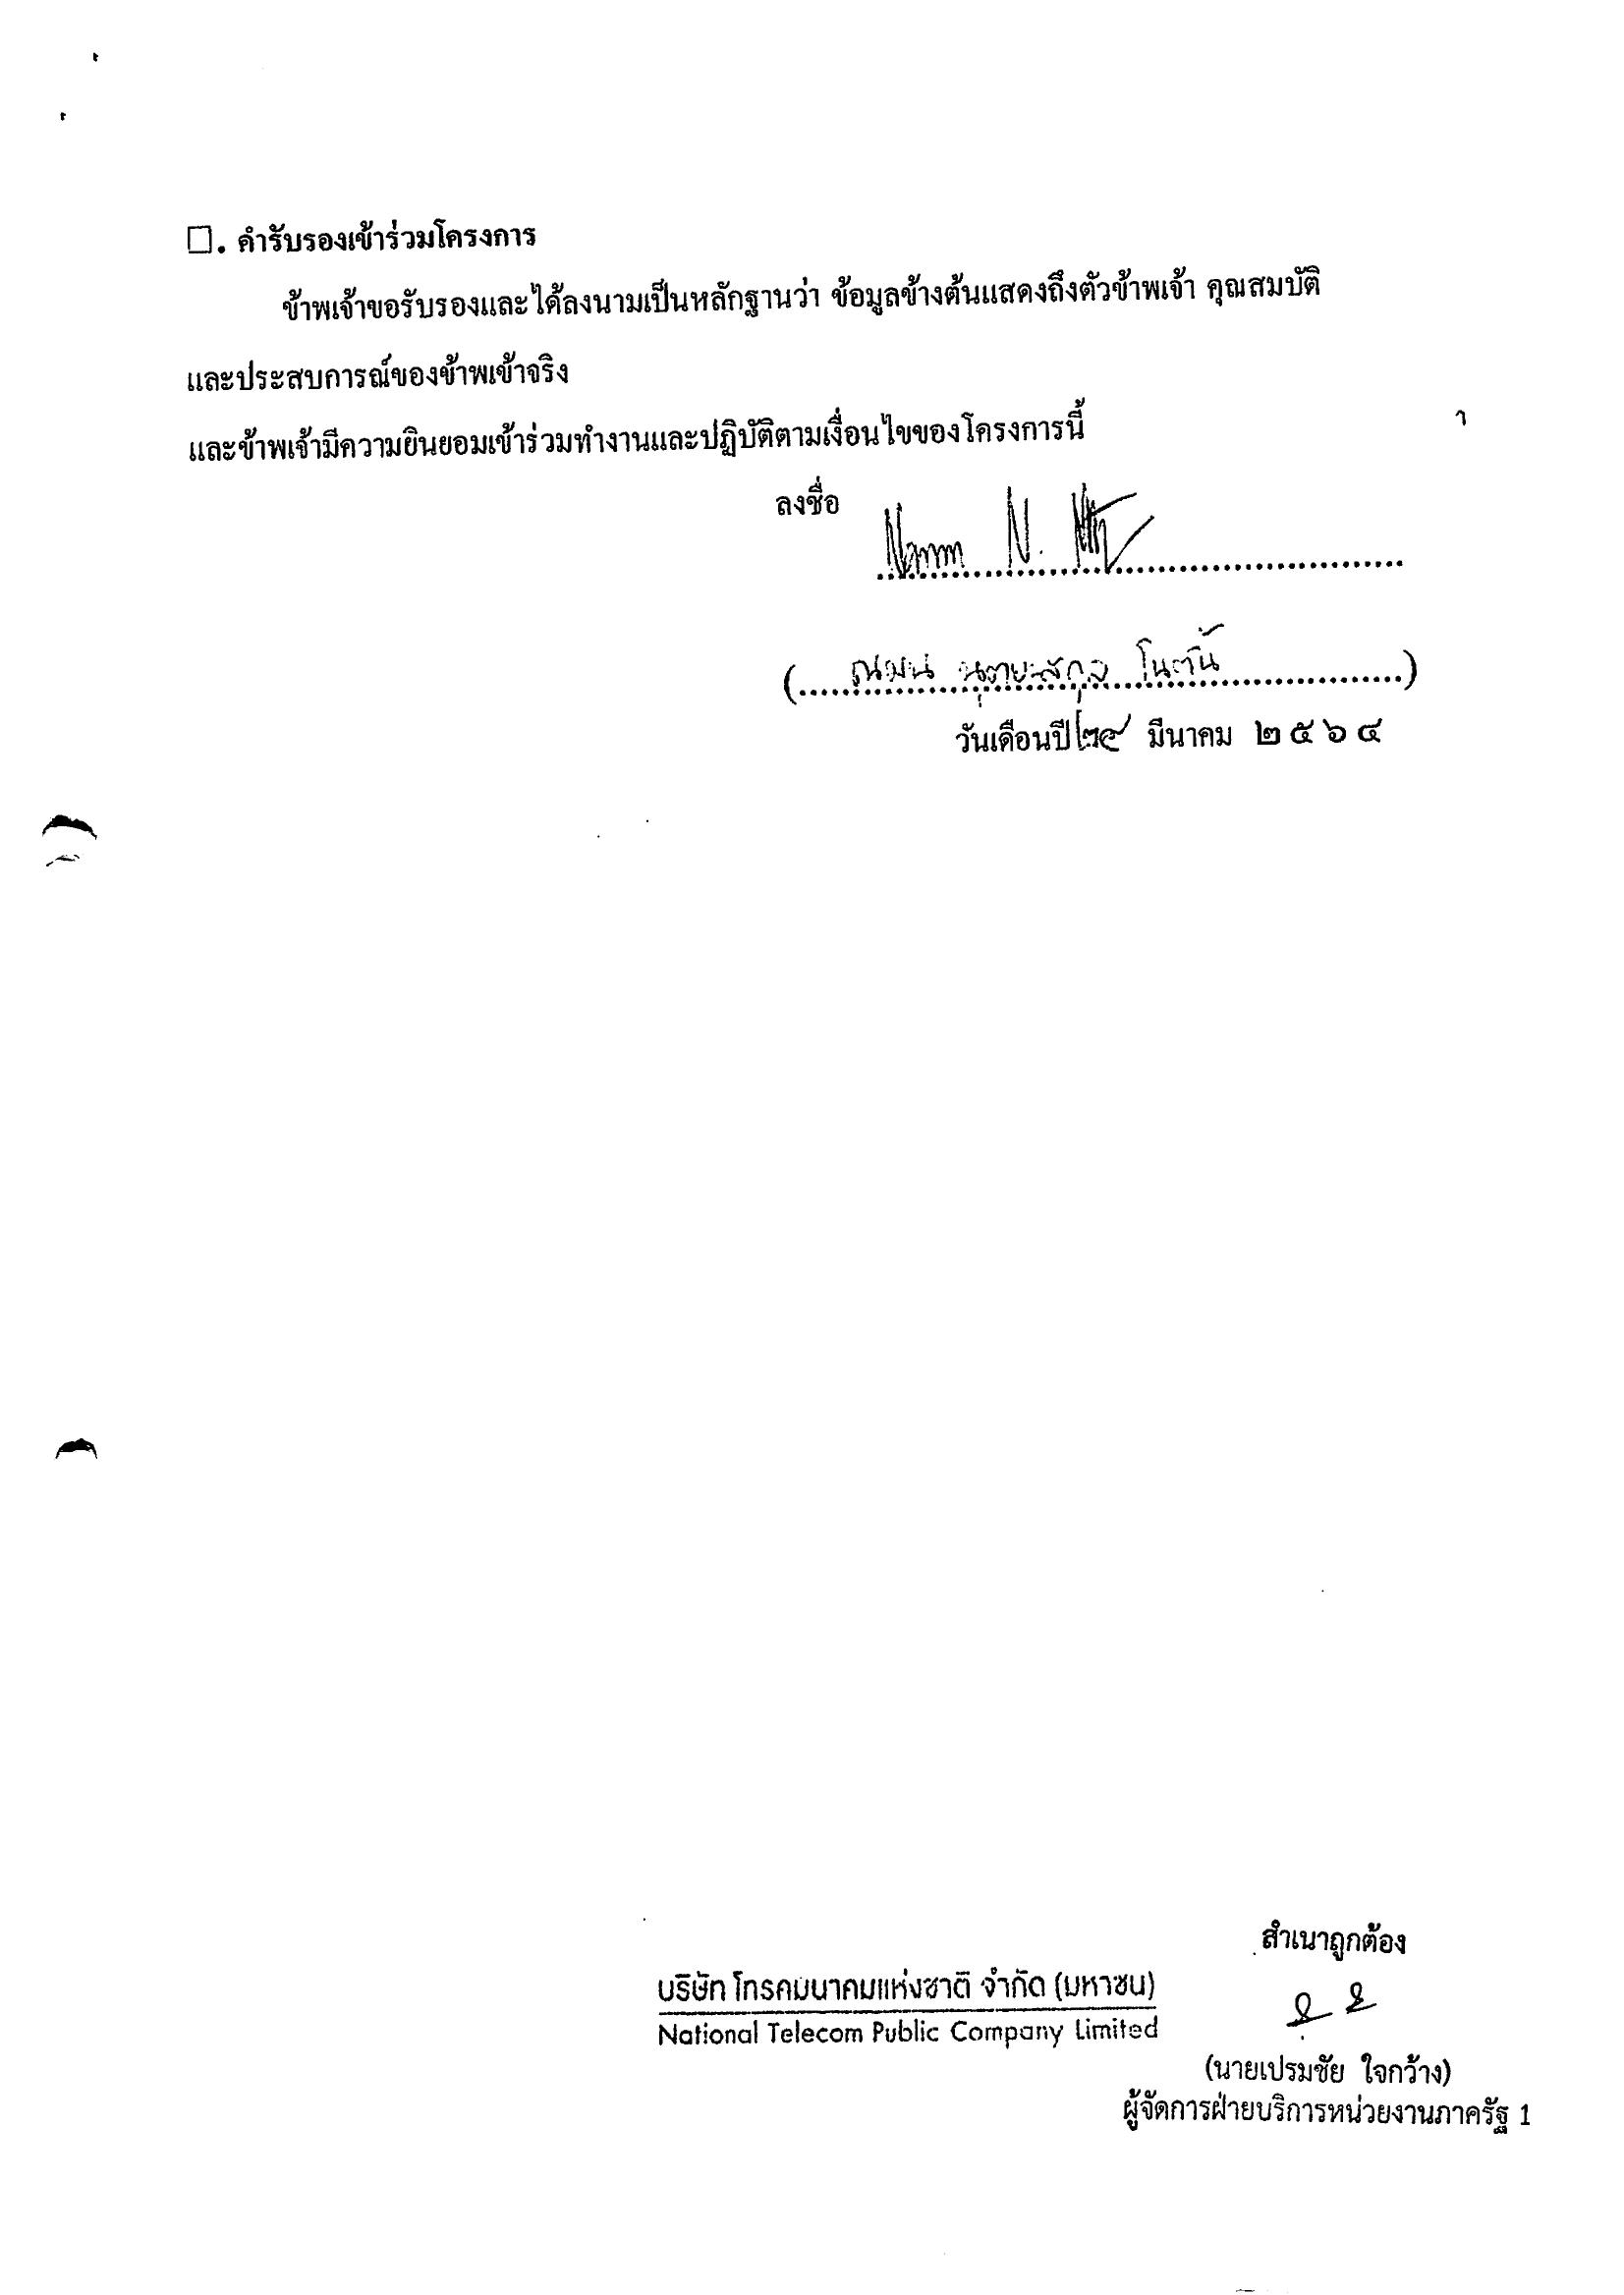 ☐. คำรับรองเข้าร่วมโครงการ
ข้าพเจ้าขอรับรองและได้ลงนามเป็นหลักฐานว่า ข้อมูลข้างต้นแสดงถึงตัวข้าพเจ้า คุณสมบัติ
และประสบการณ์ของข้าพเข้าจริง
และข้าพเจ้ามีความยินยอมเข้าร่วมทำงานและปฏิบัติตามเงื่อนไขของโครงการนี้
ลงชื่อ
(..... ณมน .....)
วันเดือนปี ๒๙ มีนาคม ๒๕๖๔
สำเนาถูกต้อง
บริษัท โทรคมนาคมแห่งชาติ จำกัด (มหาชน)
National Telecom Public Company Limited
(นายเปรมชัย ใจกว้าง)
ผู้จัดการฝ่ายบริการหน่วยงานภาครัฐ 1